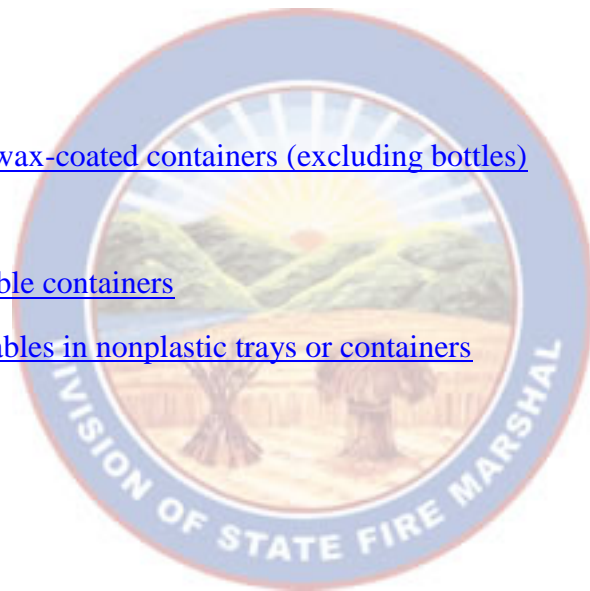 wax-coated containers (excluding bottles)
ble containers
ables in nonplastic trays or containers
DIVISION OF STATE FIRE MARSHAL